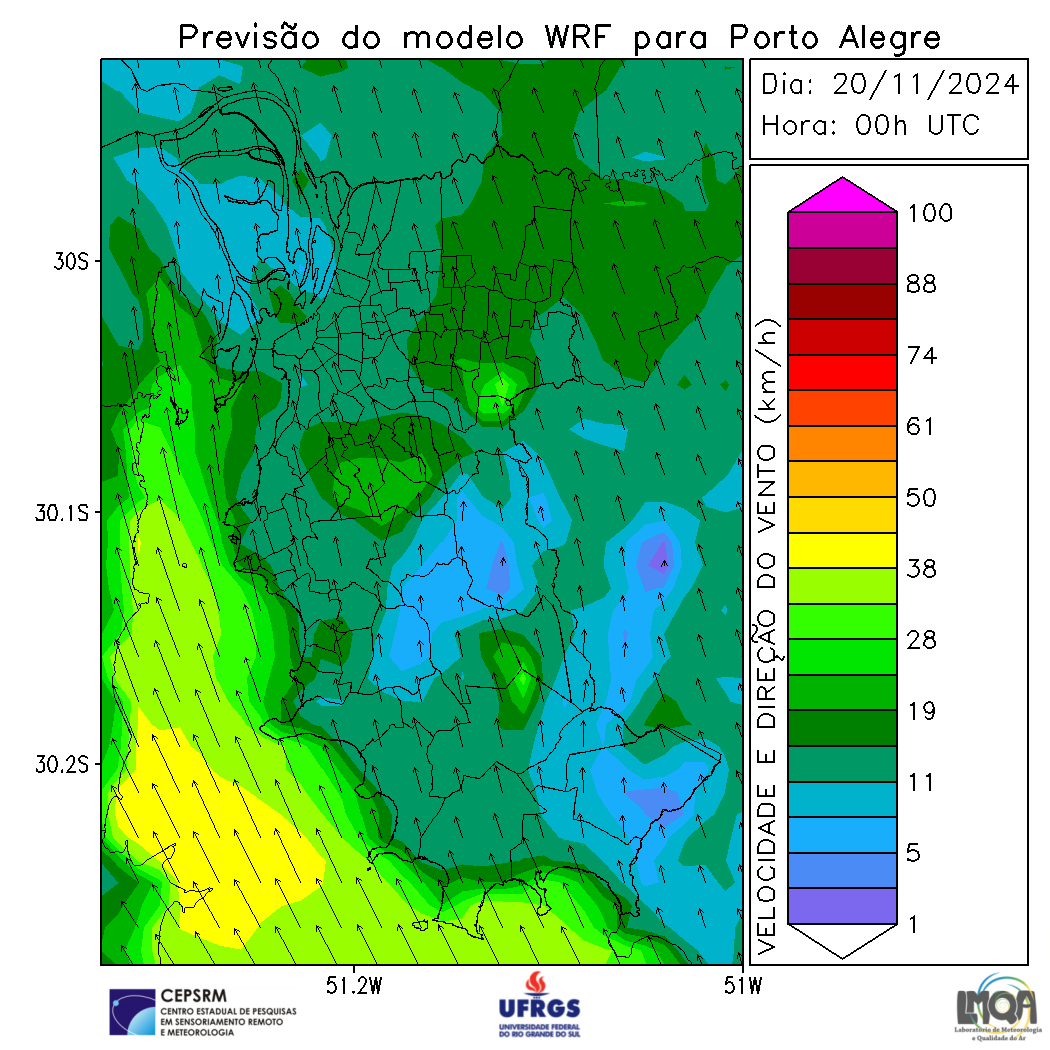 Previsão do modelo WRF para Porto Alegre
Dia: 20/11/2024
Hora: 00h UTC
30S
30.1S
30.2S
51.2W
51W
VELOCIDADE E DIREÇÃO DO VENTO (km/h)
100
88
74
61
50
38
28
19
11
5
1
CEPSRM
CENTRO ESTADUAL DE PESQUISAS
EM SENSORIAMENTO REMOTO
E METEOROLOGIA
UFRGS
UNIVERSIDADE FEDERAL
DO RIO GRANDE DO SUL
LMQA
Laboratório de Meteorologia
e Qualidade do Ar